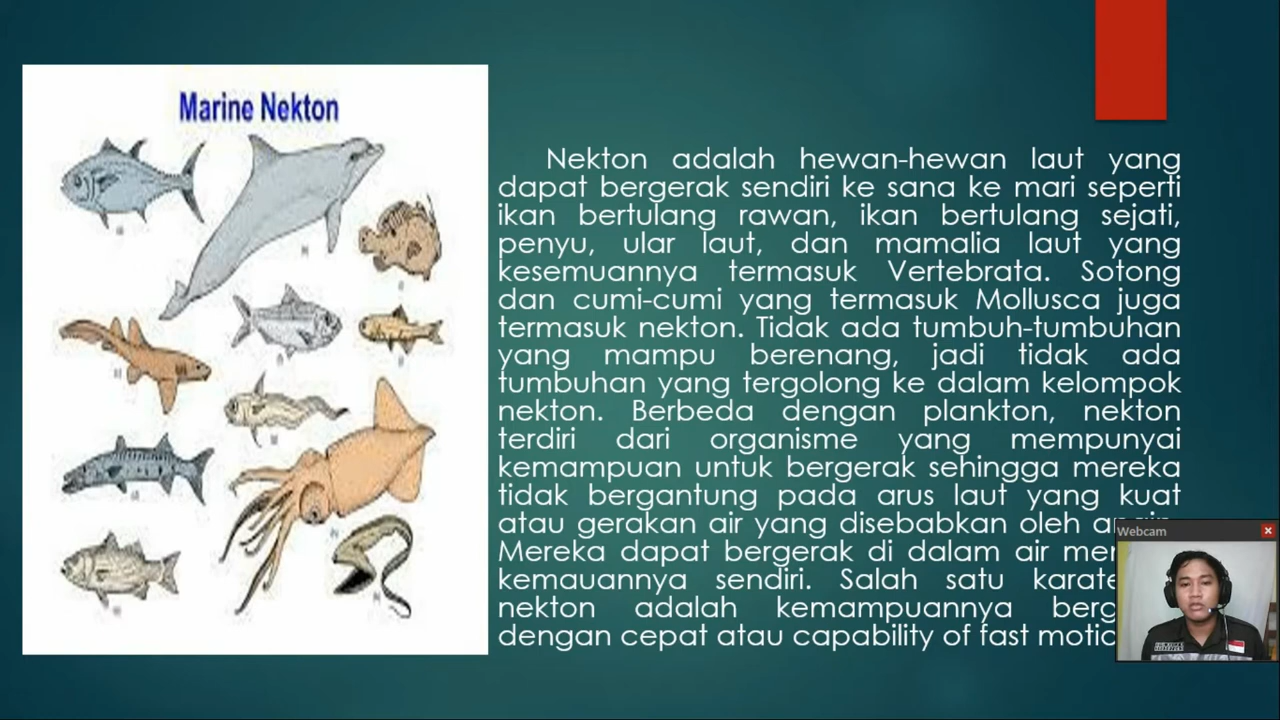 Marine Nekton
Nekton adalah hewan-hewan laut yang
dapat bergerak sendiri ke sana ke mari seperti
ikan bertulang rawan, ikan bertulang sejati,
penyu, ular laut, dan mamalia laut yang
kesemuannya termasuk Vertebrata. Sotong
dan cumi-cumi yang termasuk Mollusca juga
termasuk nekton. Tidak ada tumbuh-tumbuhan
yang mampu berenang, jadi tidak ada
tumbuhan yang tergolong ke dalam kelompok
nekton. Berbeda dengan plankton, nekton
terdiri dari organisme yang mempunyai
kemampuan untuk bergerak sehingga mereka
tidak bergantung pada arus laut yang kuat
atau gerakan air yang disebabkan oleh
Mereka dapat bergerak di dalam air
kemauannya sendiri. Salah satu
nekton adalah kemampuannya
dengan cepat atau capability of fast
Webcam